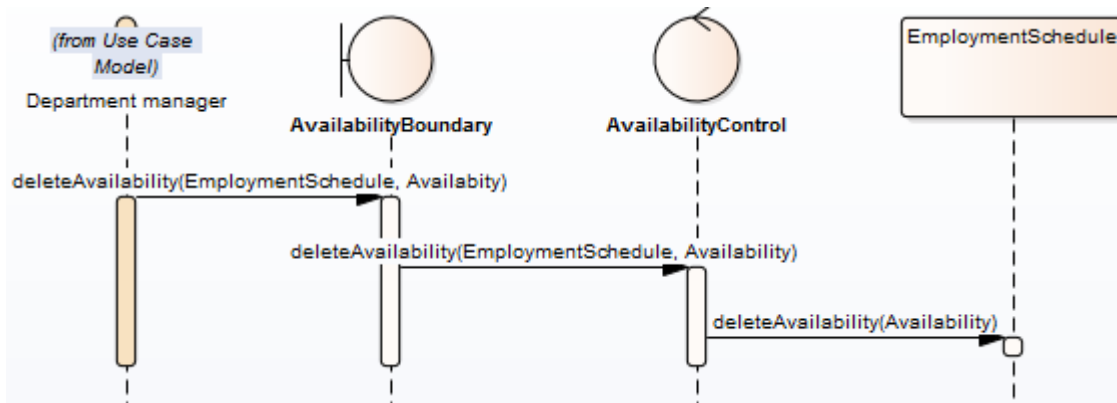 (from Use Case
Model)
Department manager
AvailabilityBoundary
AvailabilityControl
EmploymentSchedule
deleteAvailability(EmploymentSchedule, Availabity)
deleteAvailability(EmploymentSchedule, Availability)
deleteAvailability(Availability)